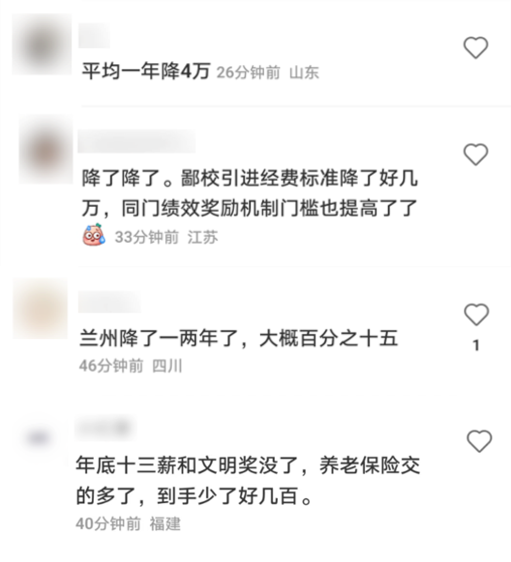 平均一年降4万 26分钟前 山东
降了降了。鄙校引进经费标准降了好几
万，同门绩效奖励机制门槛也提高了了
33分钟前 江苏
兰州降了一两年了，大概百分之十五
46分钟前 四川
1
年底十三薪和文明奖没了，养老保险交
的多了，到手少了好几百。
40分钟前 福建